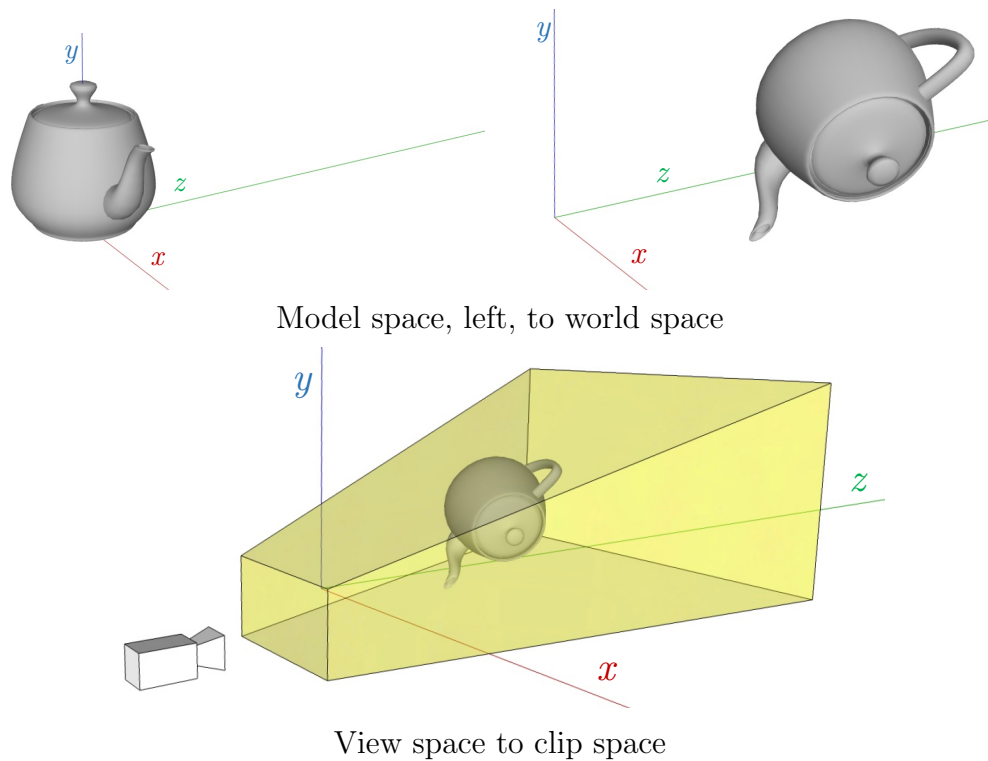 y
z
x
y
z
x
Model space, left, to world space
y
z
x
View space to clip space